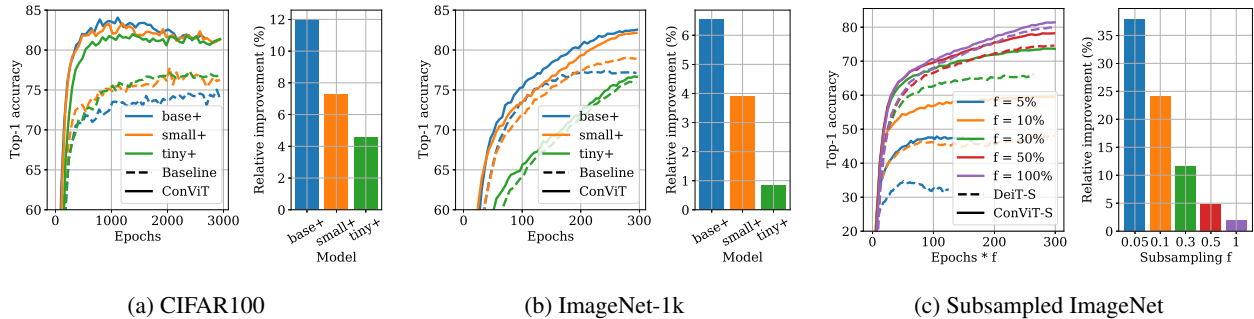 Top-1 accuracy
85
80
75
70
65
60
0
1000
2000
3000
Epochs
base+
small+
tiny+
Baseline
ConViT
Relative improvement (%)
12
10
8
6
4
2
0
base+
small+
tiny+
Model
(a) CIFAR100
Top-1 accuracy
85
80
75
70
65
60
0
100
200
300
Epochs
base+
small+
tiny+
Baseline
ConViT
Relative improvement (%)
6
5
4
3
2
1
0
base+
small+
tiny+
Model
(b) ImageNet-1k
Top-1 accuracy
80
70
60
50
40
30
20
0
100
200
300
Epochs * f
f = 5%
f = 10%
f = 30%
f = 50%
f = 100%
DeiT-S
ConViT-S
Relative improvement (%)
35
30
25
20
15
10
5
0
0.05
0.1
0.3
0.5
1
Subsampling f
(c) Subsampled ImageNet